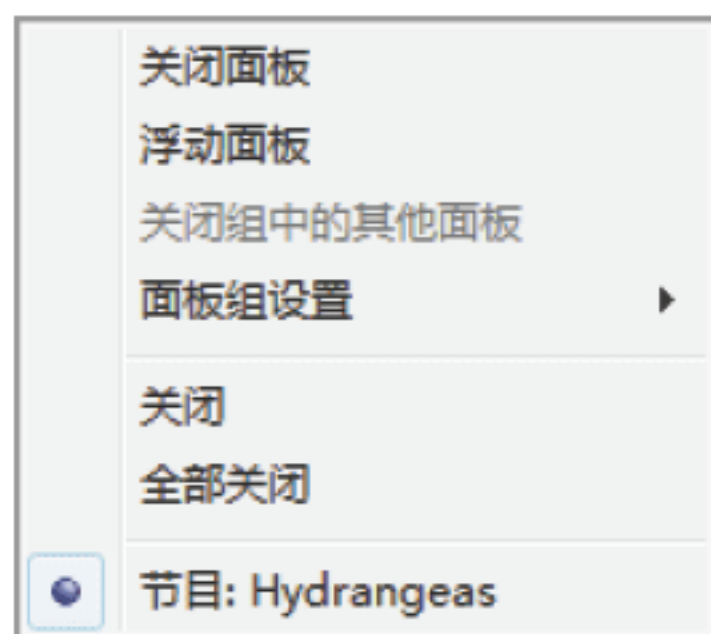 关闭面板
浮动面板
关闭组中的其他面板
面板组设置
关闭
全部关闭
节目: Hydrangeas